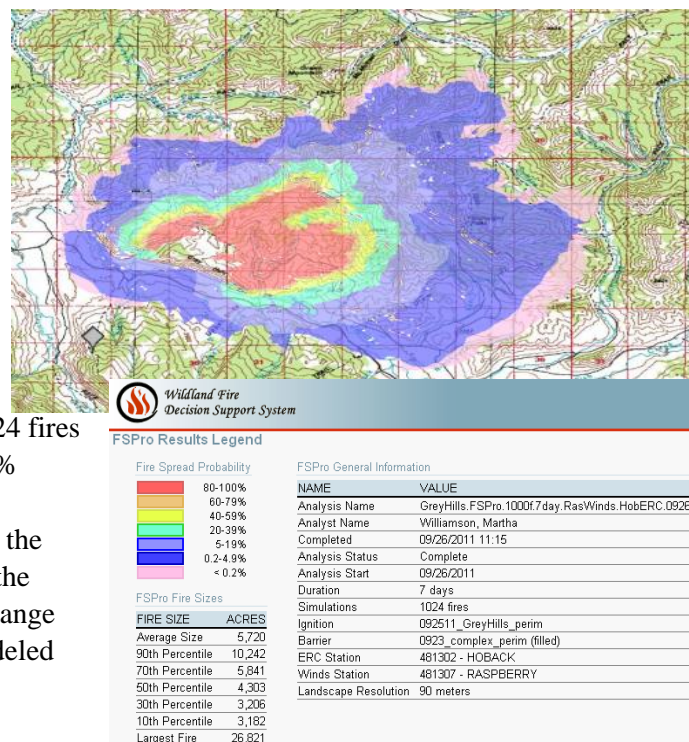 Wildland Fire
Decision Support System
24 fires
%
the
the
ange
deled
FSPro Results Legend
Fire Spread Probability
80-100%
60-79%
40-59%
20-39%
5-19%
0.2-4.9%
< 0.2%
FSPro Fire Sizes
FIRE SIZE ACRES
Average Size 5,720
90th Percentile 10,242
70th Percentile 5,841
50th Percentile 4,303
30th Percentile 3,206
10th Percentile 3,182
Largest Fire 26,821
FSPro General Information
NAME VALUE
Analysis Name GreyHills.FSPro.1000f.7day.RasWinds.HobERC.0926
Analyst Name Williamson, Martha
Completed 09/26/2011 11:15
Analysis Status Complete
Analysis Start 09/26/2011
Duration 7 days
Simulations 1024 fires
Ignition 092511_GreyHills_perim
Barrier 0923_complex_perim (filled)
ERC Station 481302 - HOBACK
Winds Station 481307 - RASPBERRY
Landscape Resolution 90 meters